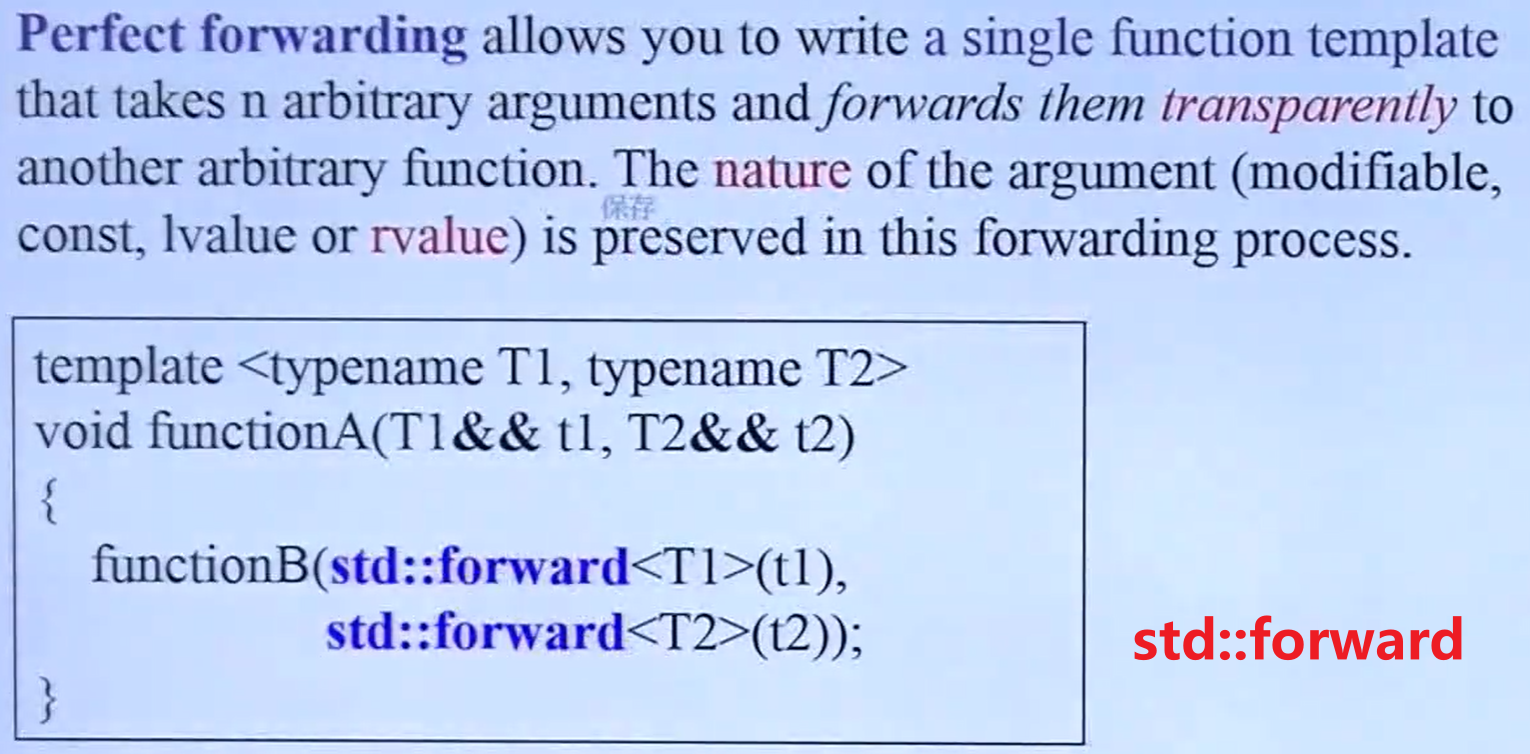 Perfect forwarding allows you to write a single function template
that takes n arbitrary arguments and forwards them transparently to
another arbitrary function. The nature of the argument (modifiable,
保存
const, lvalue or rvalue) is preserved in this forwarding process.
template <typename T1, typename T2>
void functionA(T1&& t1, T2&& t2)
{
functionB(std::forward<T1>(t1),
std::forward<T2>(t2));
}
std::forward